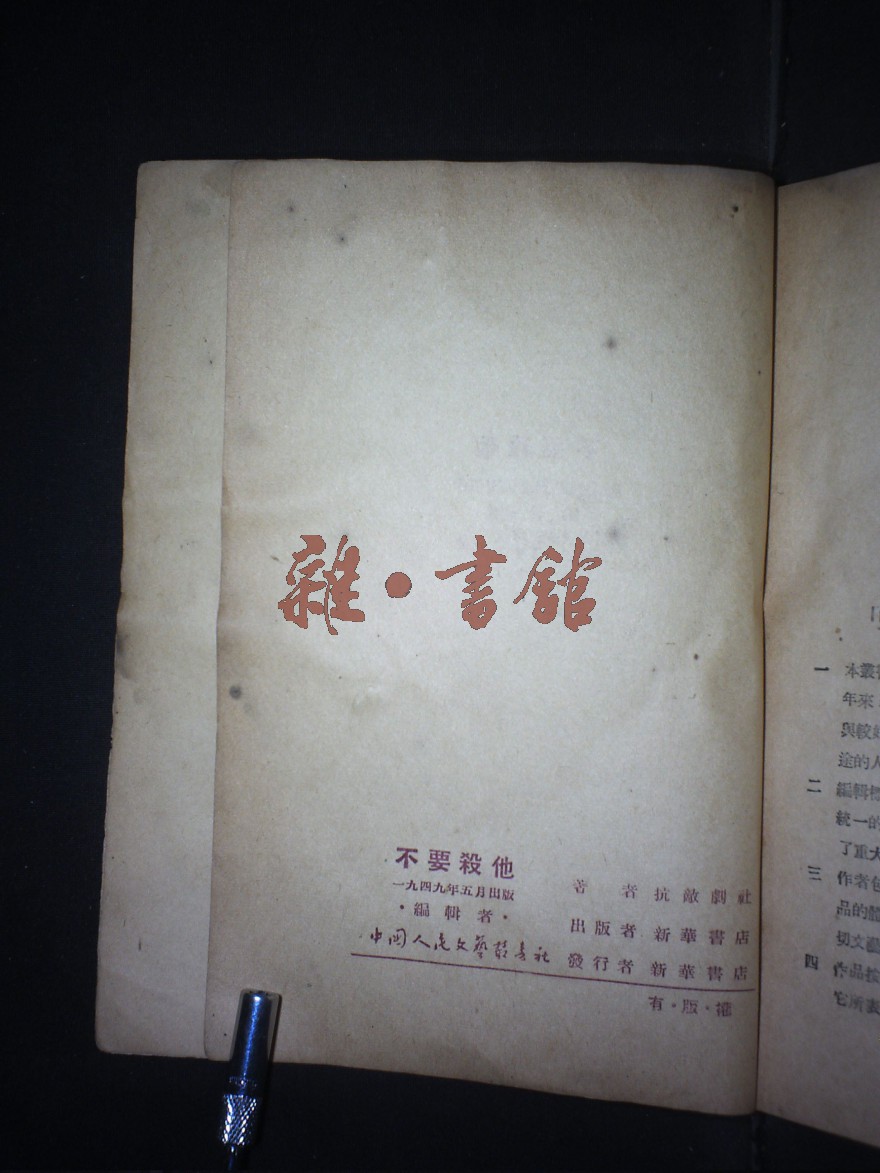 雜·書館
不要殺他
一九四九年五月出版
·編輯者·
中国人民文藝叢書社
著者 抗敵劇社
出版者 新華書店
發行者 新華書店
有·版·權
一 本叢
年來
與較
途的人
二 編輯
統一的
了重大
三 作者包
品的
切文
四 作品按
它所表